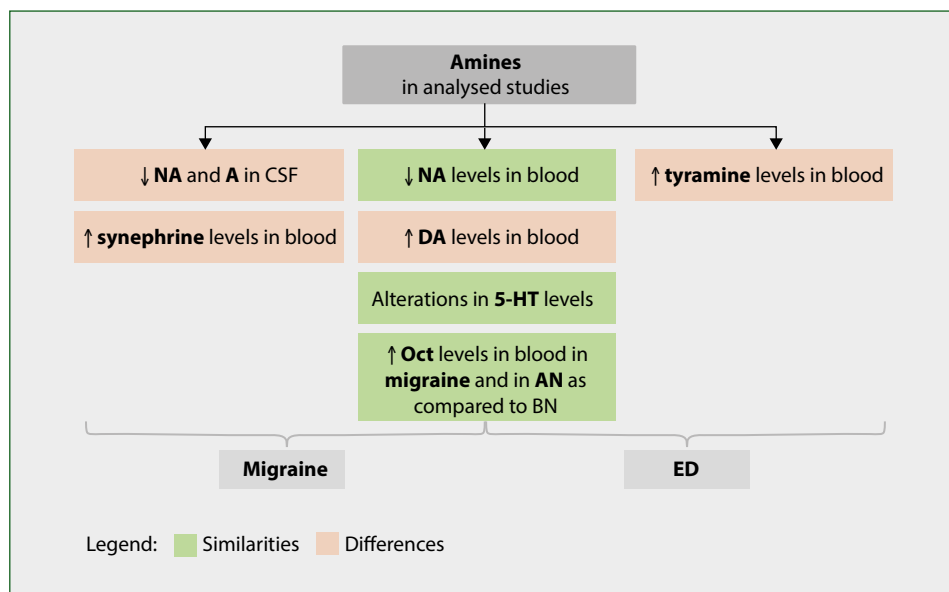 Amines
in analysed studies
↓ NA and A in CSF
↓ NA levels in blood
↑ tyramine levels in blood
↑ synephrine levels in blood
↑ DA levels in blood
Alterations in 5-HT levels
↑ Oct levels in blood in
migraine and in AN as
compared to BN
Migraine
ED
Legend: Similarities Differences